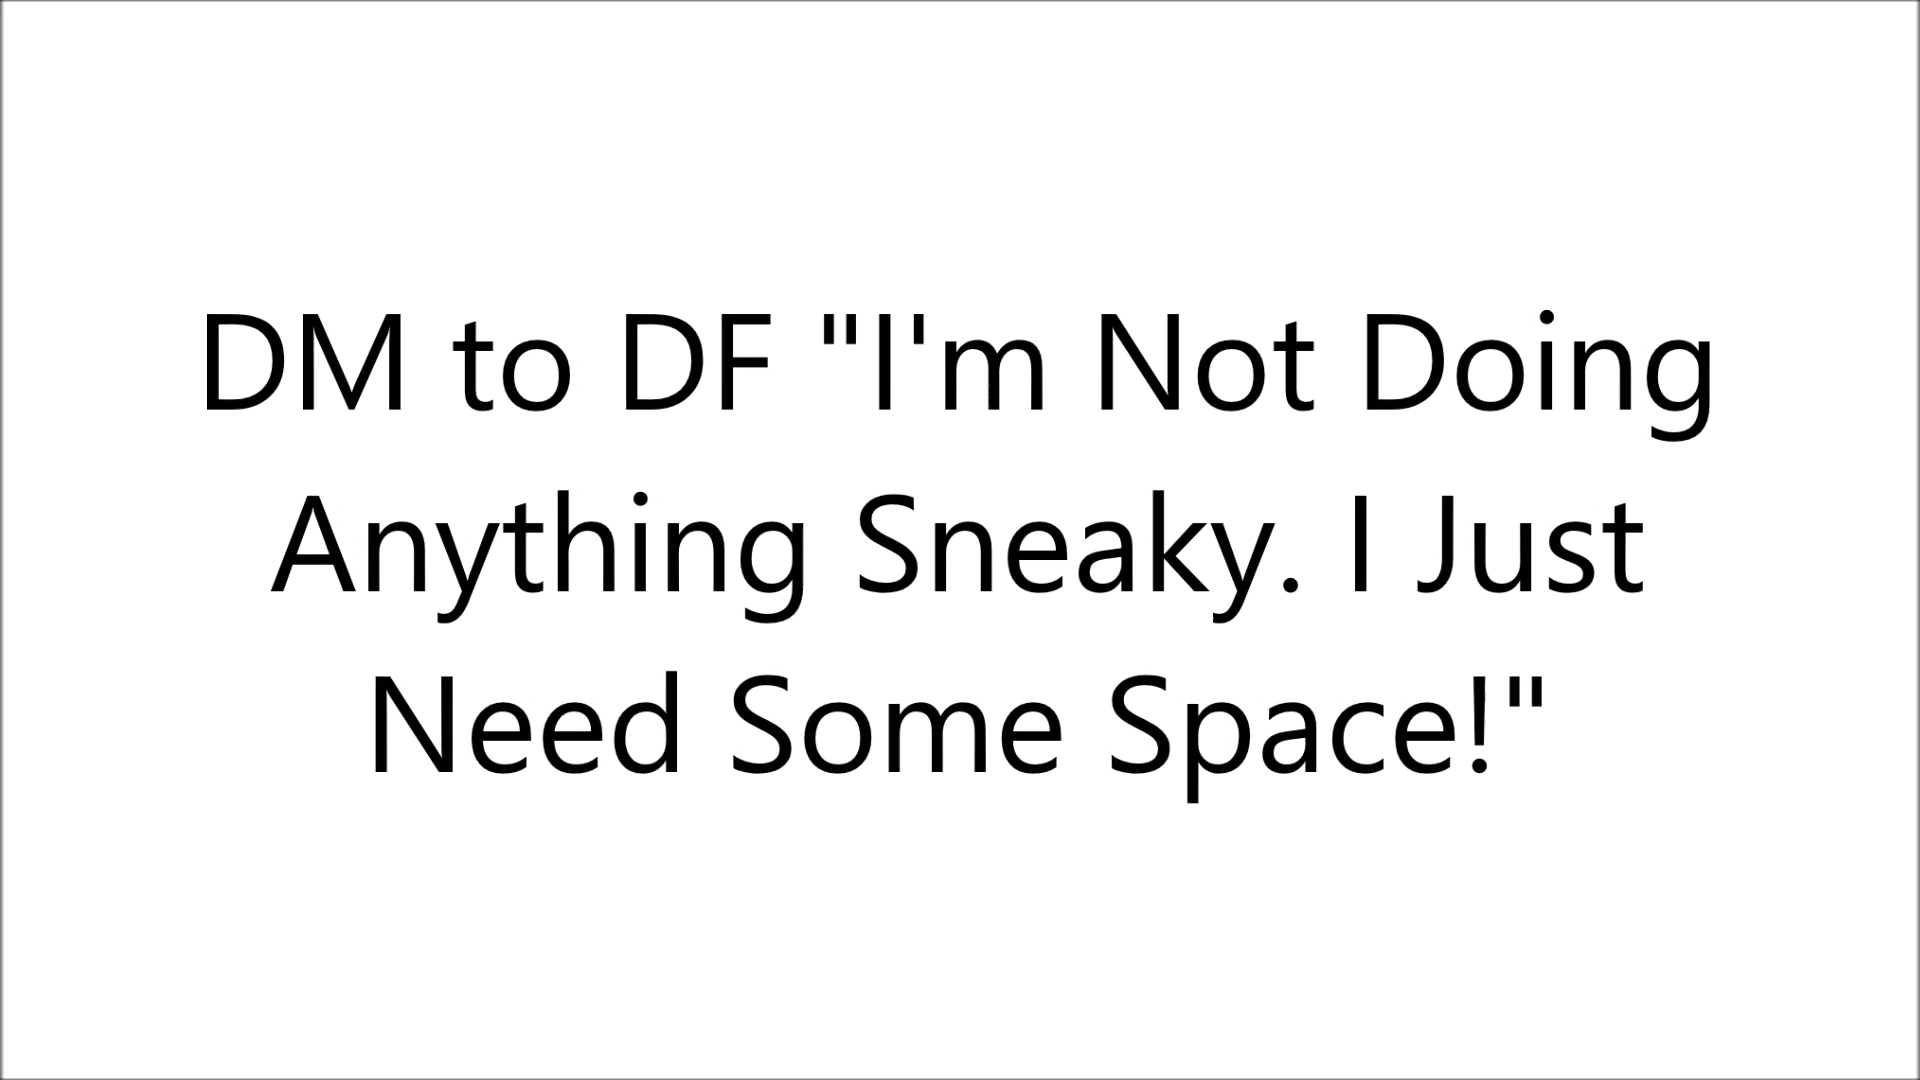 DM to DF "I'm Not Doing
Anything Sneaky. I Just
Need Some Space!"